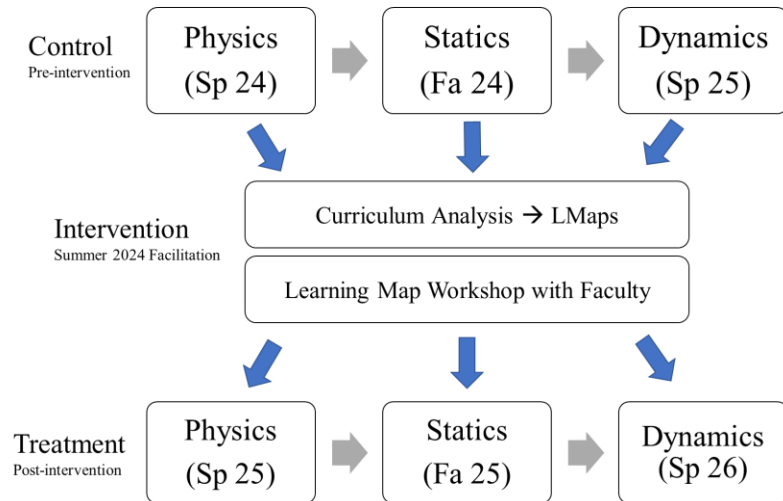 Control
Pre-intervention
Physics
(Sp 24)
Statics
(Fa 24)
Dynamics
(Sp 25)
Intervention
Summer 2024 Facilitation
Curriculum Analysis → LMaps
Learning Map Workshop with Faculty
Treatment
Post-intervention
Physics
(Sp 25)
Statics
(Fa 25)
Dynamics
(Sp 26)